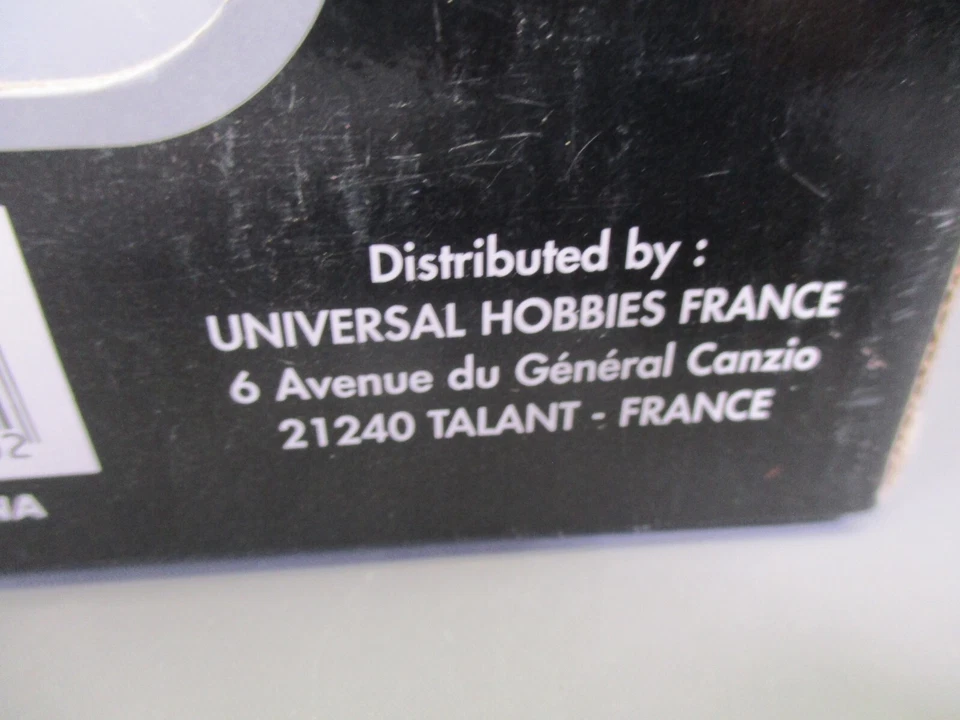 Distributed by :
UNIVERSAL HOBBIES FRANCE
6 Avenue du Général Canzio
21240 TALANT - FRANCE